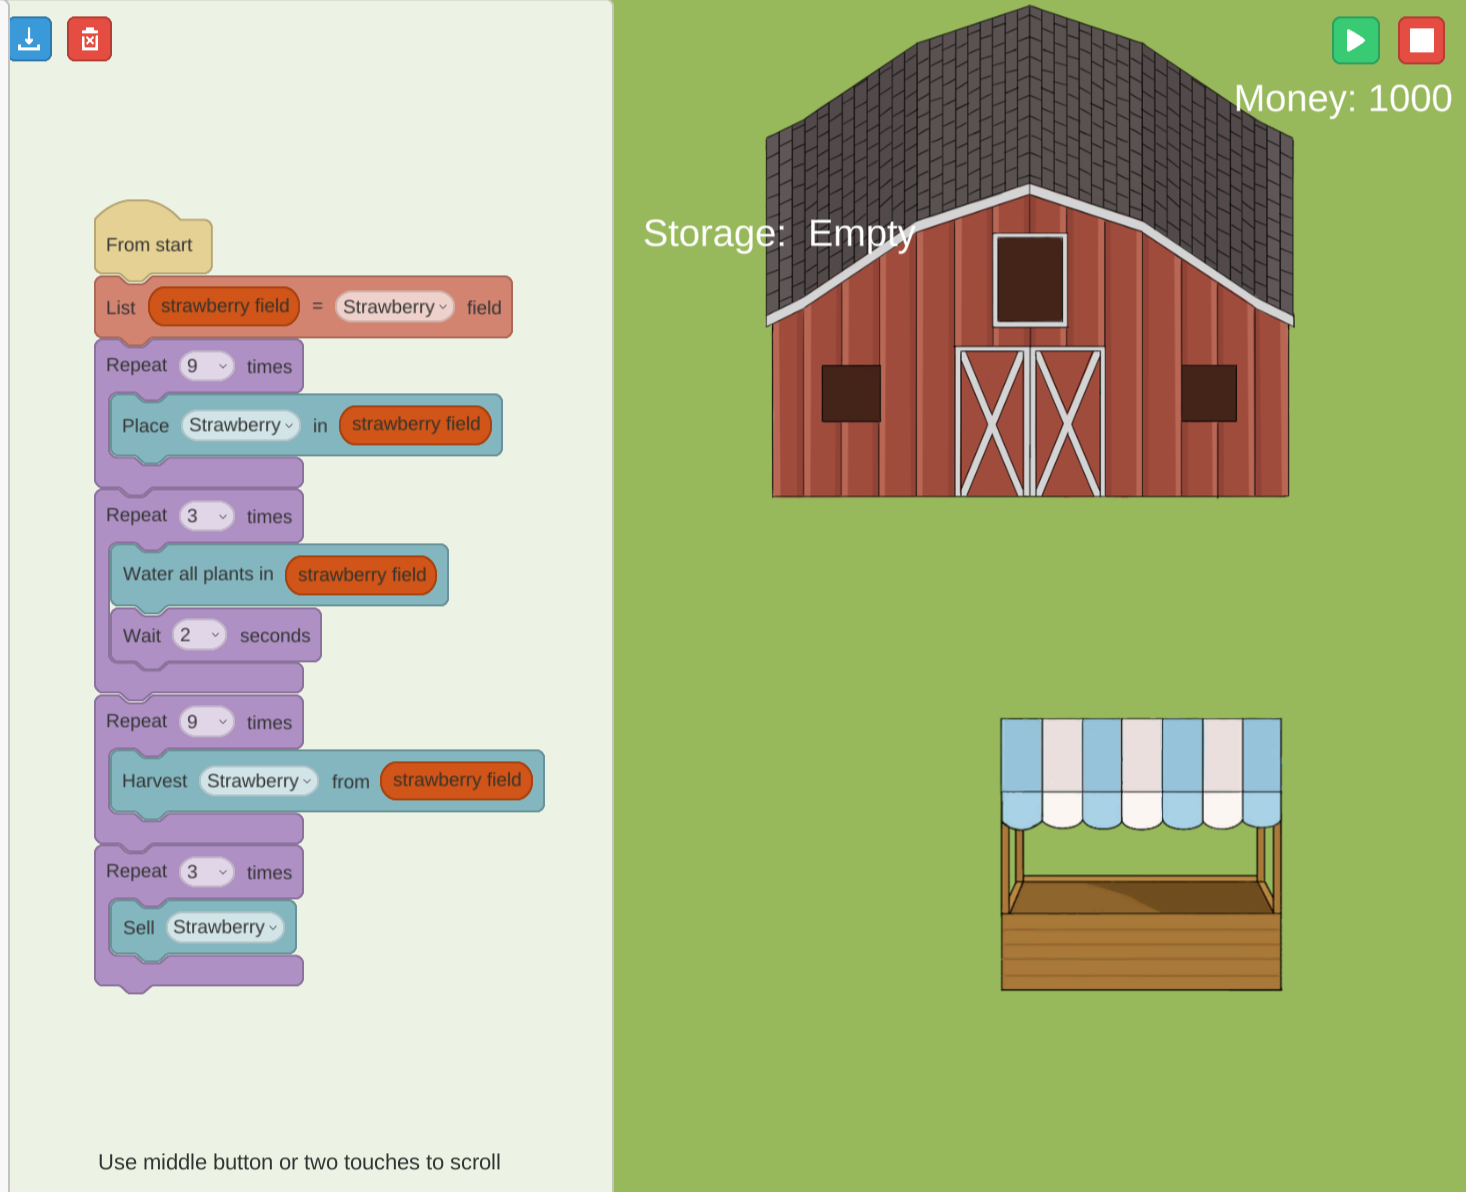 From start
List strawberry field = Strawberry field
Repeat 9 times
Place Strawberry in strawberry field
Repeat 3 times
Water all plants in strawberry field
Wait 2 seconds
Repeat 9 times
Harvest Strawberry from strawberry field
Repeat 3 times
Sell Strawberry
Use middle button or two touches to scroll
Money: 1000
Storage: Empty